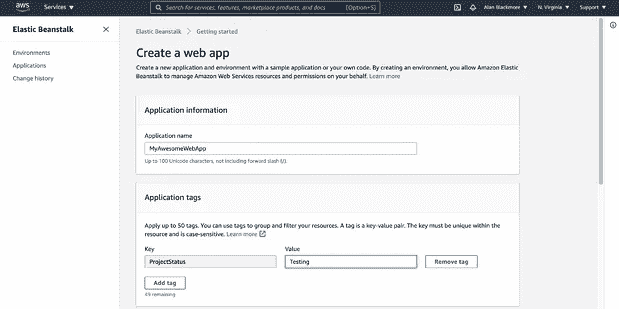 aws Services Search for services, features, marketplace products, and docs [Option+S] Alan Blackmore N. Virginia Support
Elastic Beanstalk
Environments
Applications
Change history
Elastic Beanstalk > Getting started
Create a web app
Create a new application and environment with a sample application or your own code. By creating an environment, you allow Amazon Elastic
Beanstalk to manage Amazon Web Services resources and permissions on your behalf. Learn more
Application information
Application name
MyAwesomeWebApp
Up to 100 Unicode characters, not including forward slash (/).
Application tags
Apply up to 50 tags. You can use tags to group and filter your resources. A tag is a key-value pair. The key must be unique within the
resource and is case-sensitive. Learn more
Key Value
ProjectStatus Testing Remove tag
Add tag
49 remaining